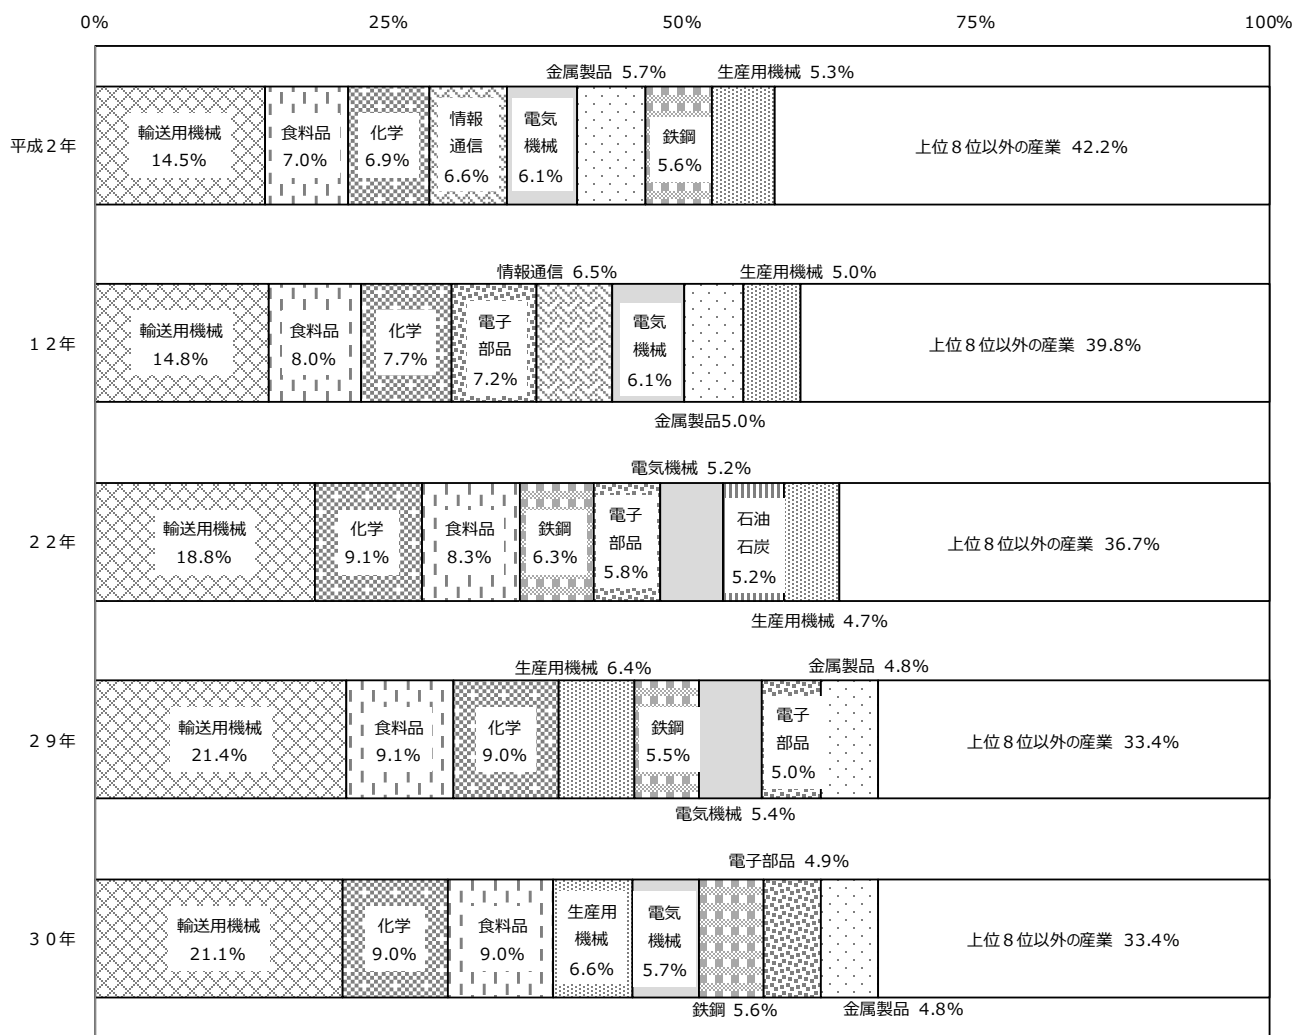 0%
25%
50%
75%
100%
金属製品 5.7%
生産用機械 5.3%
平成２年
輸送用機械
14.5%
食料品
7.0%
化学
6.9%
情報
通信
6.6%
電気
機械
6.1%
鉄鋼
5.6%
上位８位以外の産業 42.2%
情報通信 6.5%
生産用機械 5.0%
１２年
輸送用機械
14.8%
食料品
8.0%
化学
7.7%
電子
部品
7.2%
電気
機械
6.1%
上位８位以外の産業 39.8%
金属製品5.0%
電気機械 5.2%
２２年
輸送用機械
18.8%
化学
9.1%
食料品
8.3%
鉄鋼
6.3%
電子
部品
5.8%
石油
石炭
5.2%
上位８位以外の産業 36.7%
生産用機械 4.7%
生産用機械 6.4%
金属製品 4.8%
２９年
輸送用機械
21.4%
食料品
9.1%
化学
9.0%
鉄鋼
5.5%
電子
部品
5.0%
上位８位以外の産業 33.4%
電気機械 5.4%
電子部品 4.9%
３０年
輸送用機械
21.1%
化学
9.0%
食料品
9.0%
生産用
機械
6.6%
電気
機械
5.7%
上位８位以外の産業 33.4%
鉄鋼 5.6%
金属製品 4.8%